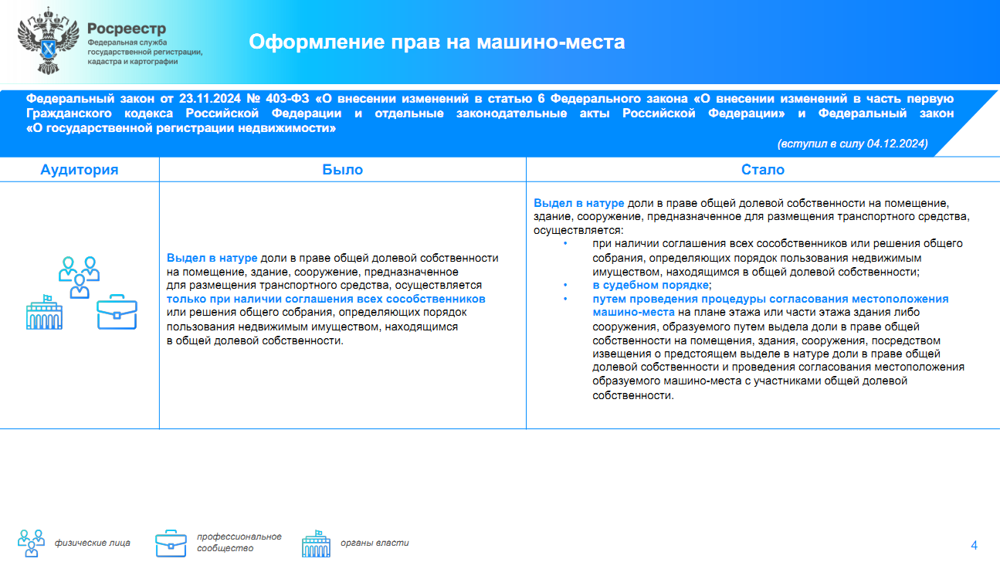 Росреестр
Федеральная служба
государственной регистрации,
кадастра и картографии
Оформление прав на машино-места
Федеральный закон от 23.11.2024 № 403-ФЗ «О внесении изменений в статью 6 Федерального закона «О внесении изменений в часть первую
Гражданского кодекса Российской Федерации и отдельные законодательные акты Российской Федерации» и Федеральный закон
«О государственной регистрации недвижимости»
(вступил в силу 04.12.2024)
Аудитория
Было
Стало
Выдел в натуре доли в праве общей долевой собственности
на помещение, здание, сооружение, предназначенное
для размещения транспортного средства, осуществляется
только при наличии соглашения всех сособственников
или решения общего собрания, определяющих порядок
пользования недвижимым имуществом, находящимся
в общей долевой собственности.
Выдел в натуре доли в праве общей долевой собственности на помещение,
здание, сооружение, предназначенное для размещения транспортного средства,
осуществляется:
• при наличии соглашения всех сособственников или решения общего
собрания, определяющих порядок пользования недвижимым
имуществом, находящимся в общей долевой собственности;
• в судебном порядке;
• путем проведения процедуры согласования местоположения
машино-места на плане этажа или части этажа здания либо
сооружения, образуемого путем выдела доли в праве общей
собственности на помещения, здания, сооружения, посредством
извещения о предстоящем выделе в натуре доли в праве общей
долевой собственности и проведения согласования местоположения
образуемого машино-места с участниками общей долевой
собственности.
физические лица
профессиональное
сообщество
органы власти
4